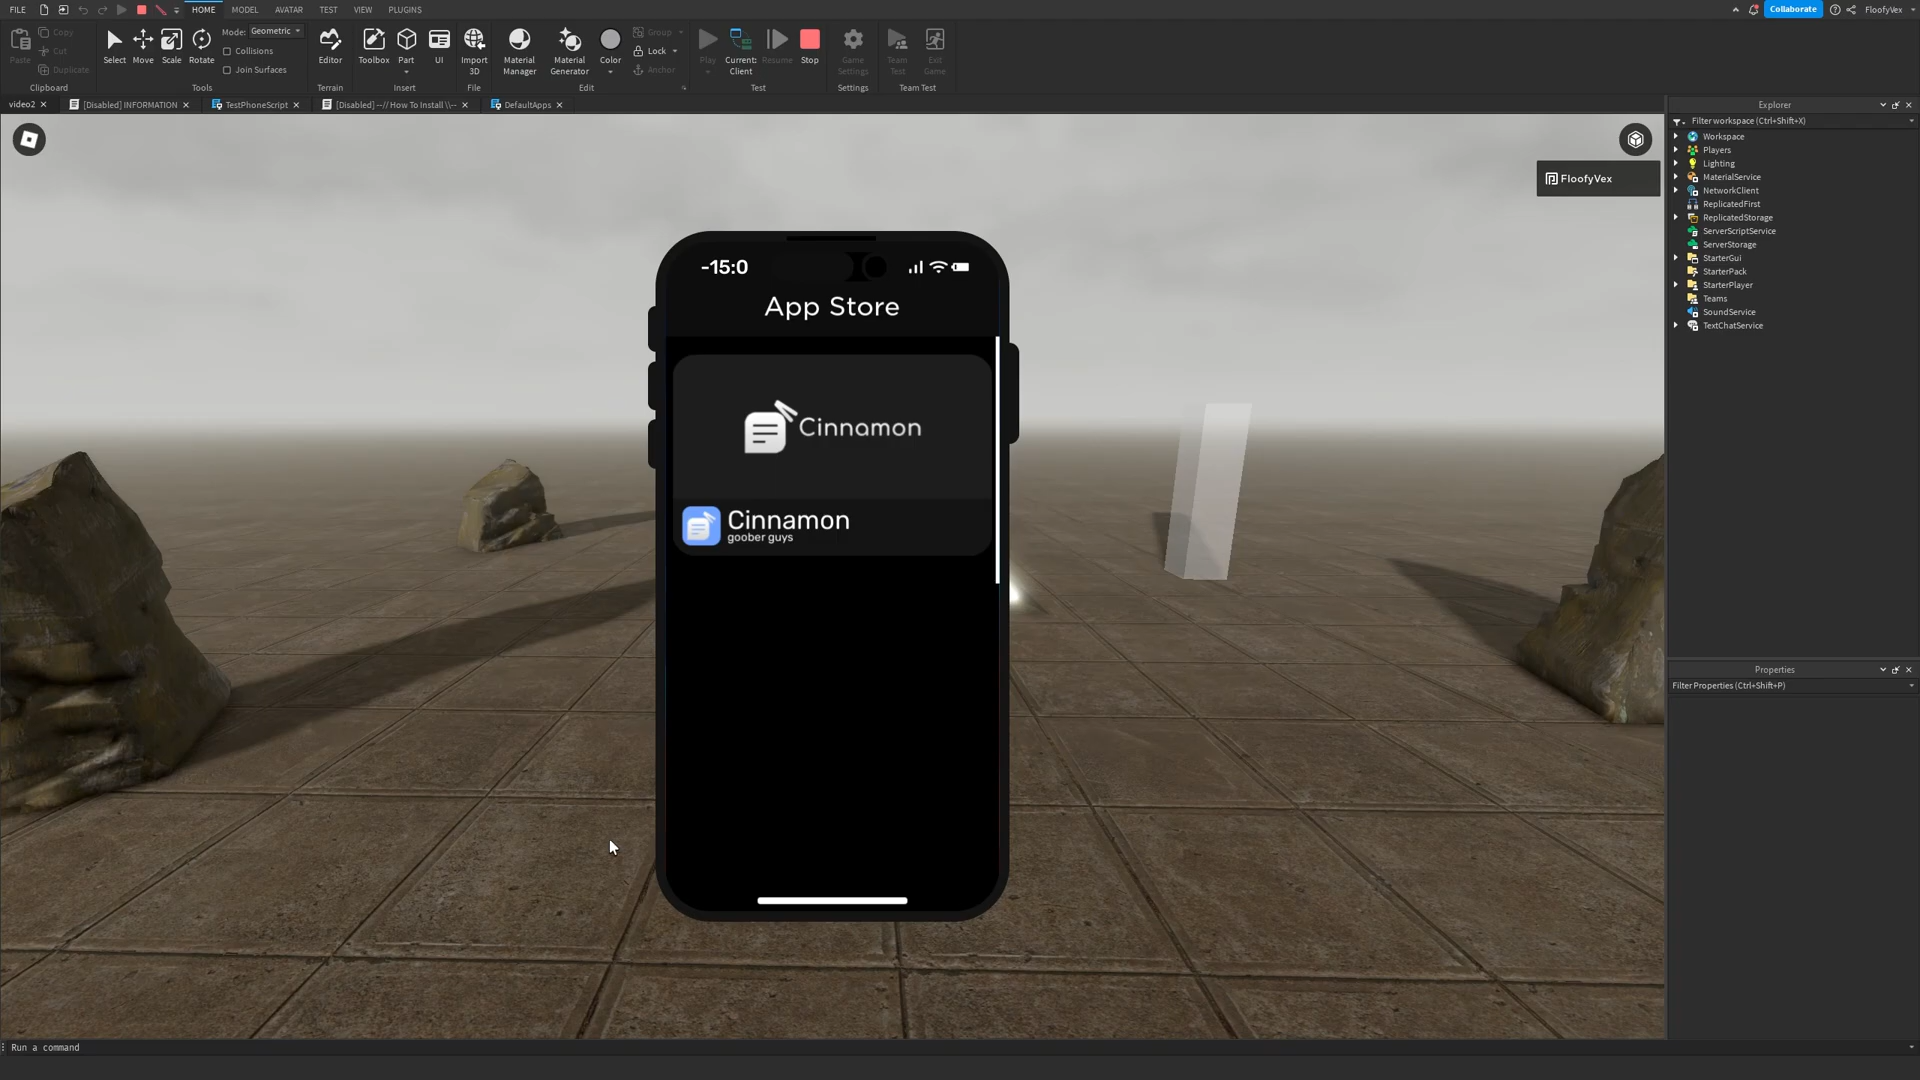 FILE HOME MODEL AVATAR TEST VIEW PLUGINS Collaborate FloofyVex
Paste Copy Cut Duplicate
Clipboard
Select Move Scale Rotate
Mode: Geometric
Collisions
Join Surfaces
Tools
Editor
Terrain
Toolbox Part UI
Insert
Import 3D
File
Material Manager Material Generator Color
Group
Lock
Anchor
Edit
Play Current: Client Resume Stop
Test
Game Settings
Settings
Team Test Exit Game
Team Test
video2 [Disabled] INFORMATION TestPhoneScript [Disabled] --// How To Install \\-- DefaultApps
FloofyVex
-15:0
App Store
Cinnamon
Cinnamon
goober guys
Explorer
Filter workspace (Ctrl+Shift+X)
Workspace
Players
Lighting
MaterialService
NetworkClient
ReplicatedFirst
ReplicatedStorage
ServerScriptService
ServerStorage
StarterGui
StarterPack
StarterPlayer
Teams
SoundService
TextChatService
Properties
Filter Properties (Ctrl+Shift+P)
Run a command